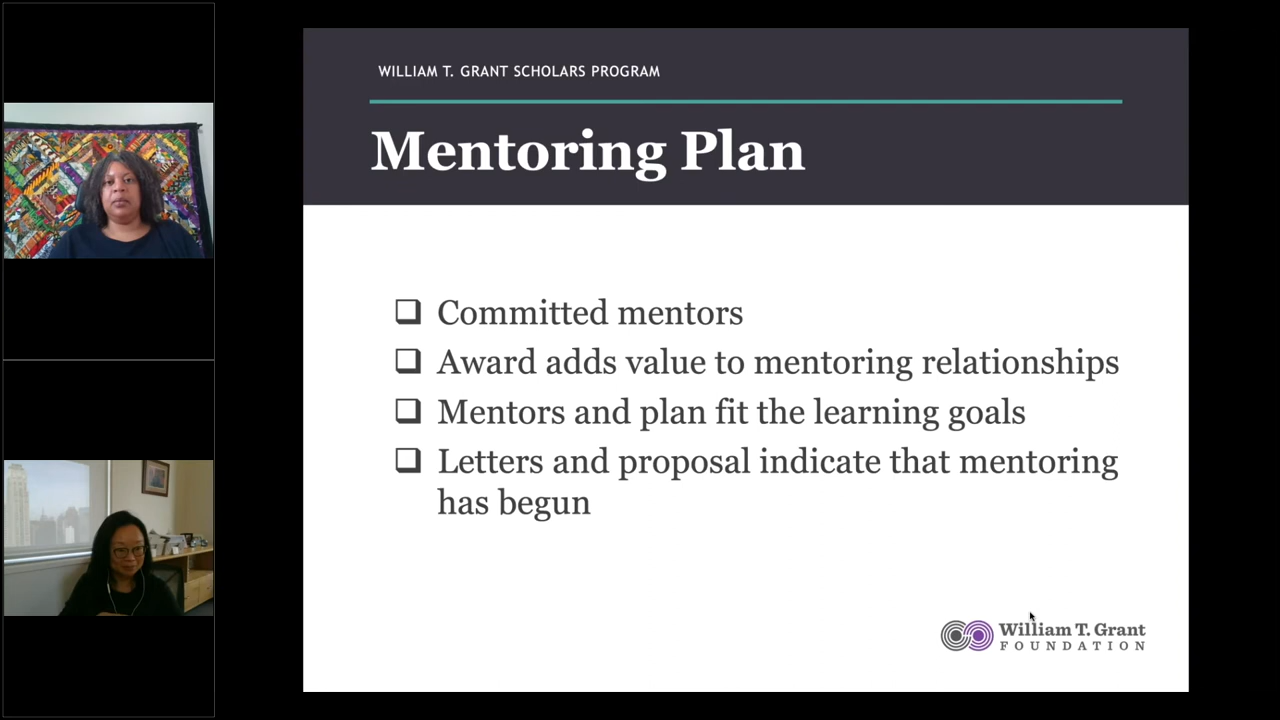 WILLIAM T. GRANT SCHOLARS PROGRAM
Mentoring Plan
Committed mentors
Award adds value to mentoring relationships
Mentors and plan fit the learning goals
Letters and proposal indicate that mentoring
has begun
William T. Grant
FOUNDATION